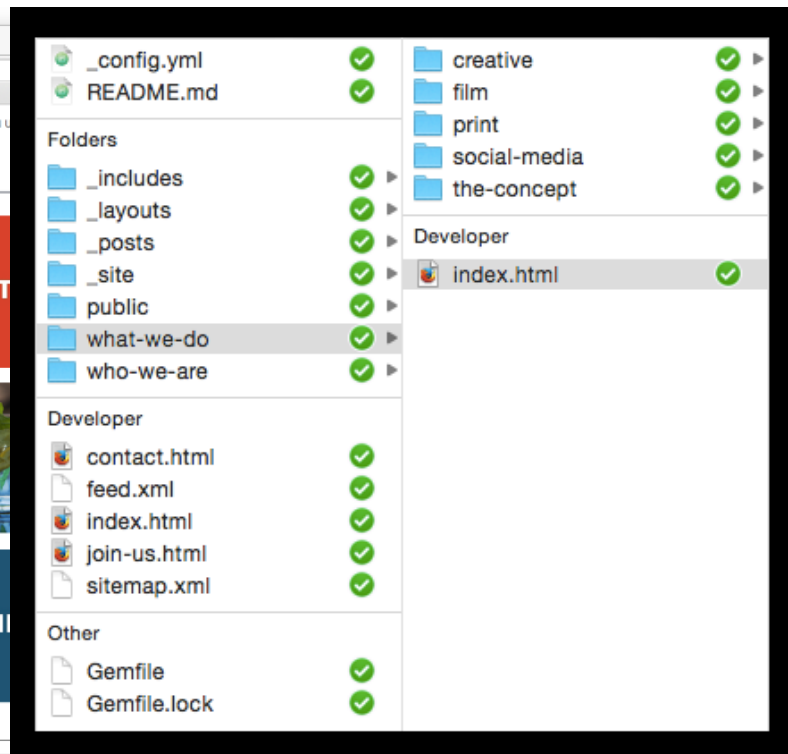 _config.yml
README.md
Folders
_includes
_layouts
_posts
_site
public
what-we-do
who-we-are
Developer
contact.html
feed.xml
index.html
join-us.html
sitemap.xml
Other
Gemfile
Gemfile.lock
creative
film
print
social-media
the-concept
Developer
index.html